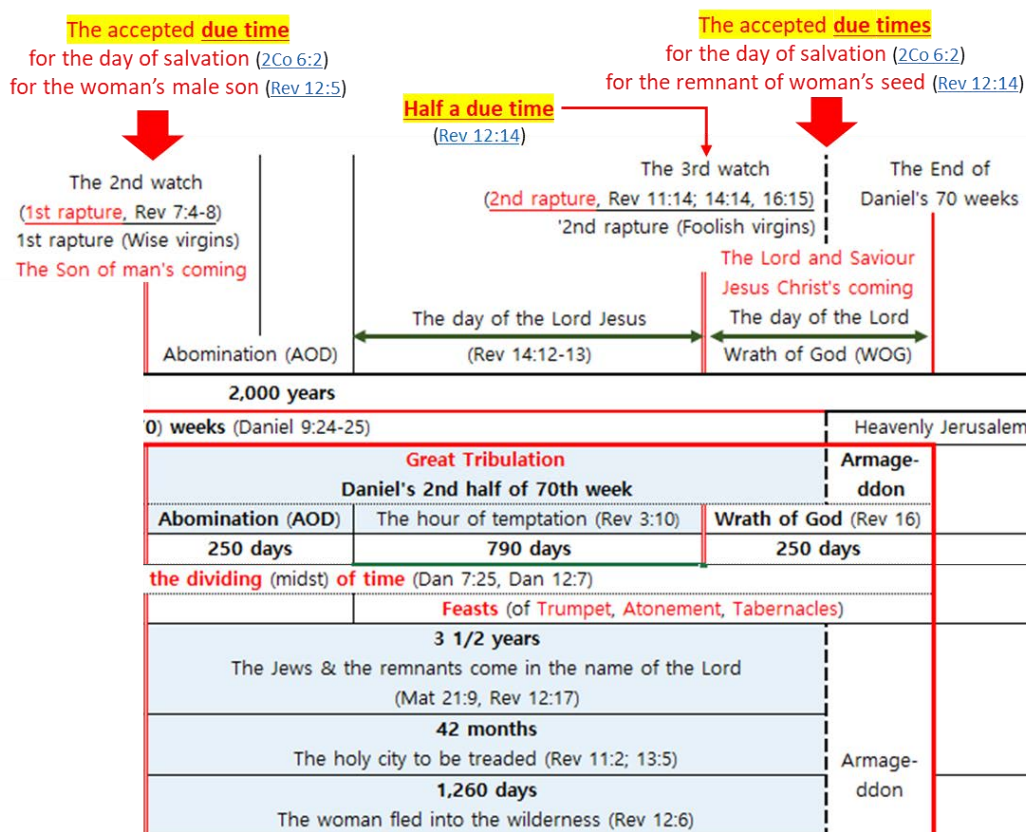 The accepted due time
for the day of salvation (2Co 6:2)
for the woman's male son (Rev 12:5)
The accepted due times
for the day of salvation (2Co 6:2)
for the remnant of woman's seed (Rev 12:14)
Half a due time
(Rev 12:14)
The 2nd watch
(1st rapture, Rev 7:4-8)
1st rapture (Wise virgins)
The Son of man's coming
The 3rd watch
(2nd rapture, Rev 11:14; 14:14, 16:15)
'2nd rapture (Foolish virgins)
The Lord and Saviour
Jesus Christ's coming
The End of
Daniel's 70 weeks
Abomination (AOD)
The day of the Lord Jesus
(Rev 14:12-13)
The day of the Lord
Wrath of God (WOG)
2,000 years
0) weeks (Daniel 9:24-25)
Heavenly Jerusalem
Great Tribulation
Daniel's 2nd half of 70th week
Armage-
ddon
Abomination (AOD)
The hour of temptation (Rev 3:10)
Wrath of God (Rev 16)
250 days
790 days
250 days
the dividing (midst) of time (Dan 7:25, Dan 12:7)
Feasts (of Trumpet, Atonement, Tabernacles)
3 1/2 years
The Jews & the remnants come in the name of the Lord
(Mat 21:9, Rev 12:17)
42 months
The holy city to be treaded (Rev 11:2; 13:5)
Armage-
ddon
1,260 days
The woman fled into the wilderness (Rev 12:6)